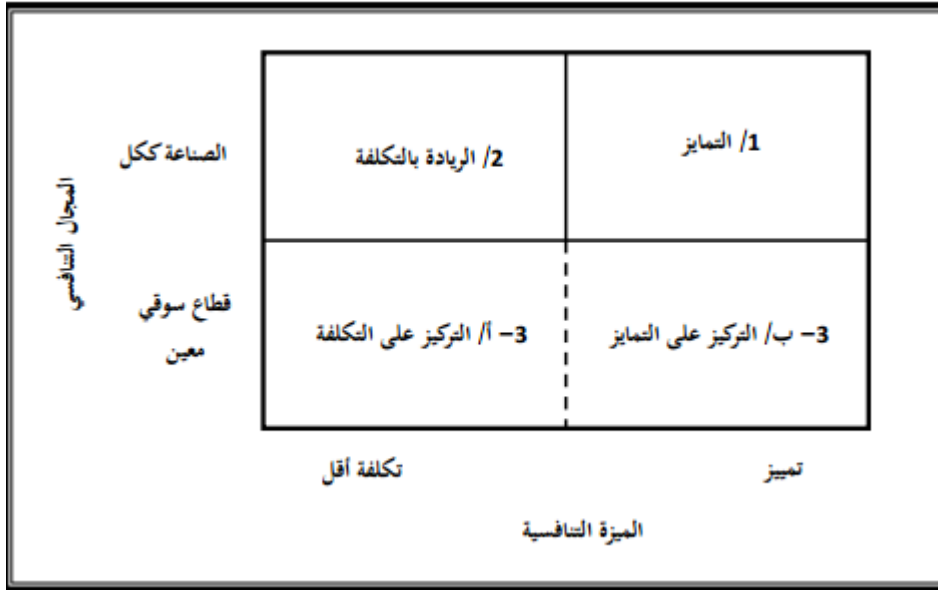 1/ التمايز
2/ الريادة بالتكلفة
الصناعة ككل
المجال التنافسي
3– ب/ التركيز على التمايز
3– أ/ التركيز على التكلفة
قطاع سوقي
معين
تمييز
تكلفة أقل
الميزة التنافسية